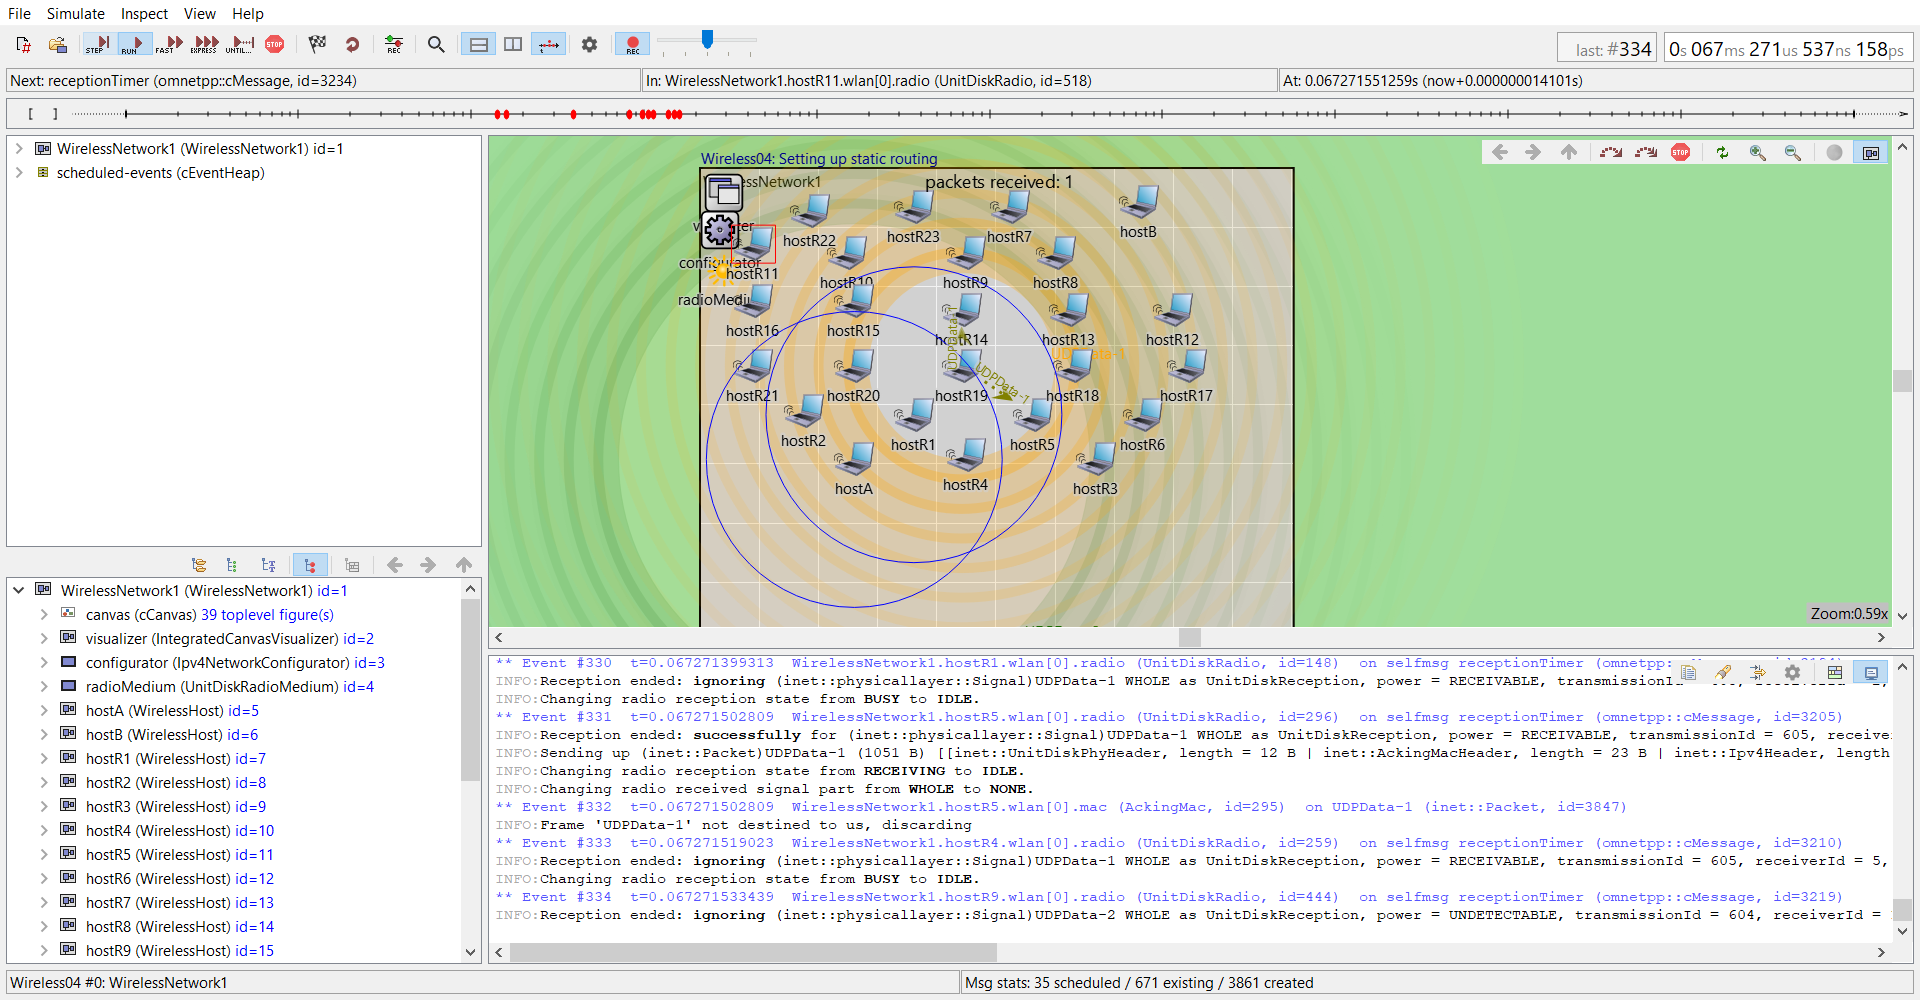 File Simulate Inspect View Help
STEP RUN FAST EXPRESS UNTIL... STOP REC REC
last: #334 0s 067ms 271us 537ns 158ps
Next: receptionTimer (omnetpp::cMessage, id=3234) In: WirelessNetwork1.hostR11.wlan[0].radio (UnitDiskRadio, id=518) At: 0.067271551259s (now+0.000000014101s)
[ ]
WirelessNetwork1 (WirelessNetwork1) id=1
scheduled-events (cEventHeap)
WirelessNetwork1 (WirelessNetwork1) id=1
canvas (cCanvas) 39 toplevel figure(s)
visualizer (IntegratedCanvasVisualizer) id=2
configurator (Ipv4NetworkConfigurator) id=3
radioMedium (UnitDiskRadioMedium) id=4
hostA (WirelessHost) id=5
hostB (WirelessHost) id=6
hostR1 (WirelessHost) id=7
hostR2 (WirelessHost) id=8
hostR3 (WirelessHost) id=9
hostR4 (WirelessHost) id=10
hostR5 (WirelessHost) id=11
hostR6 (WirelessHost) id=12
hostR7 (WirelessHost) id=13
hostR8 (WirelessHost) id=14
hostR9 (WirelessHost) id=15
Wireless04: Setting up static routing
STOP
essNetwork1 packets received: 1
hostR22 hostR23 hostR7 hostB
configurator
hostR11 hostR10 hostR9 hostR8
radioMedi
hostR16 hostR15 hostR14 hostR13 hostR12
UDPData-1
UDPData-1
UDPData-1
hostR21 hostR20 hostR19 hostR18 hostR17
hostR2 hostR1 hostR5 hostR6
hostA hostR4 hostR3
Zoom:0.59x
** Event #330 t=0.067271399313 WirelessNetwork1.hostR1.wlan[0].radio (UnitDiskRadio, id=148) on selfmsg receptionTimer (omnetpp:
INFO:Reception ended: ignoring (inet::physicallayer::Signal)UDPData-1 WHOLE as UnitDiskReception, power = RECEIVABLE, transmissionId
INFO:Changing radio reception state from BUSY to IDLE.
** Event #331 t=0.067271502809 WirelessNetwork1.hostR5.wlan[0].radio (UnitDiskRadio, id=296) on selfmsg receptionTimer (omnetpp::cMessage, id=3205)
INFO:Reception ended: successfully for (inet::physicallayer::Signal)UDPData-1 WHOLE as UnitDiskReception, power = RECEIVABLE, transmissionId = 605, receive
INFO:Sending up (inet::Packet)UDPData-1 (1051 B) [[inet::UnitDiskPhyHeader, length = 12 B | inet::AckingMacHeader, length = 23 B | inet::Ipv4Header, length
INFO:Changing radio reception state from RECEIVING to IDLE.
INFO:Changing radio received signal part from WHOLE to NONE.
** Event #332 t=0.067271502809 WirelessNetwork1.hostR5.wlan[0].mac (AckingMac, id=295) on UDPData-1 (inet::Packet, id=3847)
INFO:Frame 'UDPData-1' not destined to us, discarding
** Event #333 t=0.067271519023 WirelessNetwork1.hostR4.wlan[0].radio (UnitDiskRadio, id=259) on selfmsg receptionTimer (omnetpp::cMessage, id=3210)
INFO:Reception ended: ignoring (inet::physicallayer::Signal)UDPData-1 WHOLE as UnitDiskReception, power = RECEIVABLE, transmissionId = 605, receiverId = 5,
INFO:Changing radio reception state from BUSY to IDLE.
** Event #334 t=0.067271533439 WirelessNetwork1.hostR9.wlan[0].radio (UnitDiskRadio, id=444) on selfmsg receptionTimer (omnetpp::cMessage, id=3219)
INFO:Reception ended: ignoring (inet::physicallayer::Signal)UDPData-2 WHOLE as UnitDiskReception, power = UNDETECTABLE, transmissionId = 604, receiverId =
Wireless04 #0: WirelessNetwork1 Msg stats: 35 scheduled / 671 existing / 3861 created